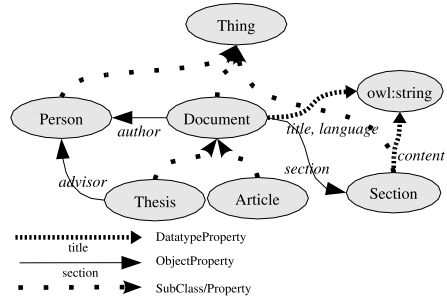 Thing
owl:string
Person
Document
author
title, language
content
advisor
section
Thesis
Article
Section
title
DatatypeProperty
section
ObjectProperty
SubClass/Property